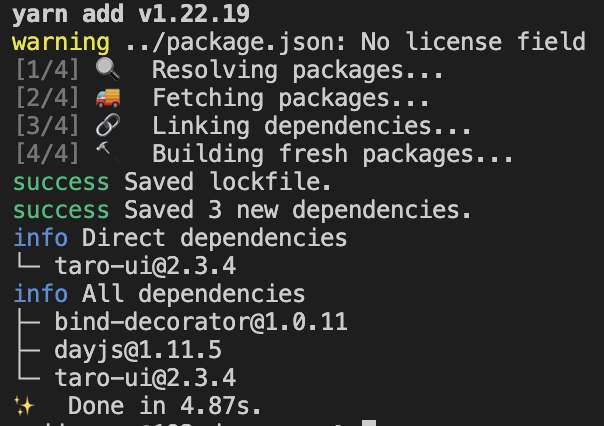 yarn add v1.22.19
warning ../package.json: No license field
[1/4] 🔍  Resolving packages...
[2/4] 🚚  Fetching packages...
[3/4] 🔗  Linking dependencies...
[4/4] 🔨  Building fresh packages...
success Saved lockfile.
success Saved 3 new dependencies.
info Direct dependencies
└─ taro-ui@2.3.4
info All dependencies
├─ bind-decorator@1.0.11
├─ dayjs@1.11.5
└─ taro-ui@2.3.4
✨  Done in 4.87s.